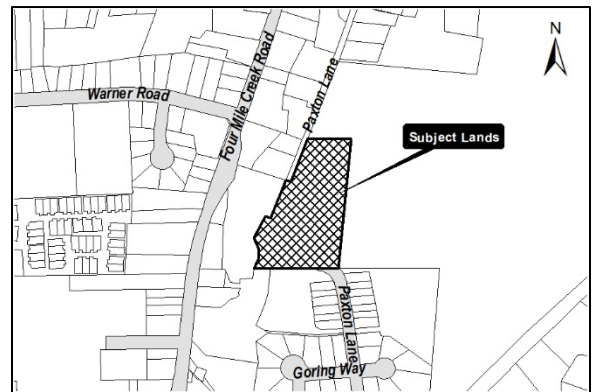 N
Warner Road
Four Mile Creek Road
Paxton Lane
Subject Lands
Paxton Lane
Goring Way